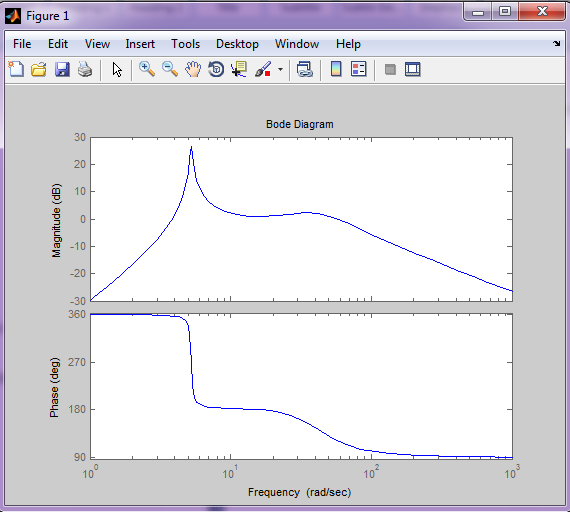 Figure 1
File Edit View Insert Tools Desktop Window Help
Bode Diagram
Magnitude (dB)
30
20
10
0
-10
-20
-30
Phase (deg)
360
270
180
90
10^0 10^1 10^2 10^3
Frequency (rad/sec)